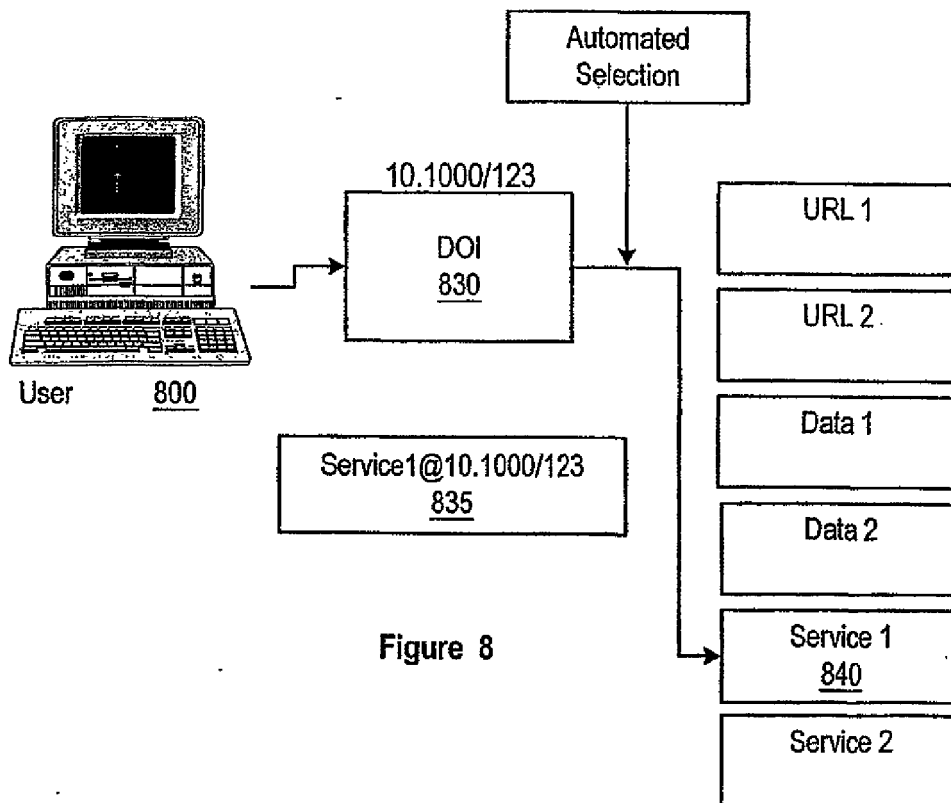 Automated
Selection
10.1000/123
DOI
830
User 800
Service1@10.1000/123
835
URL 1
URL 2
Data 1
Data 2
Service 1
840
Service 2
Figure 8